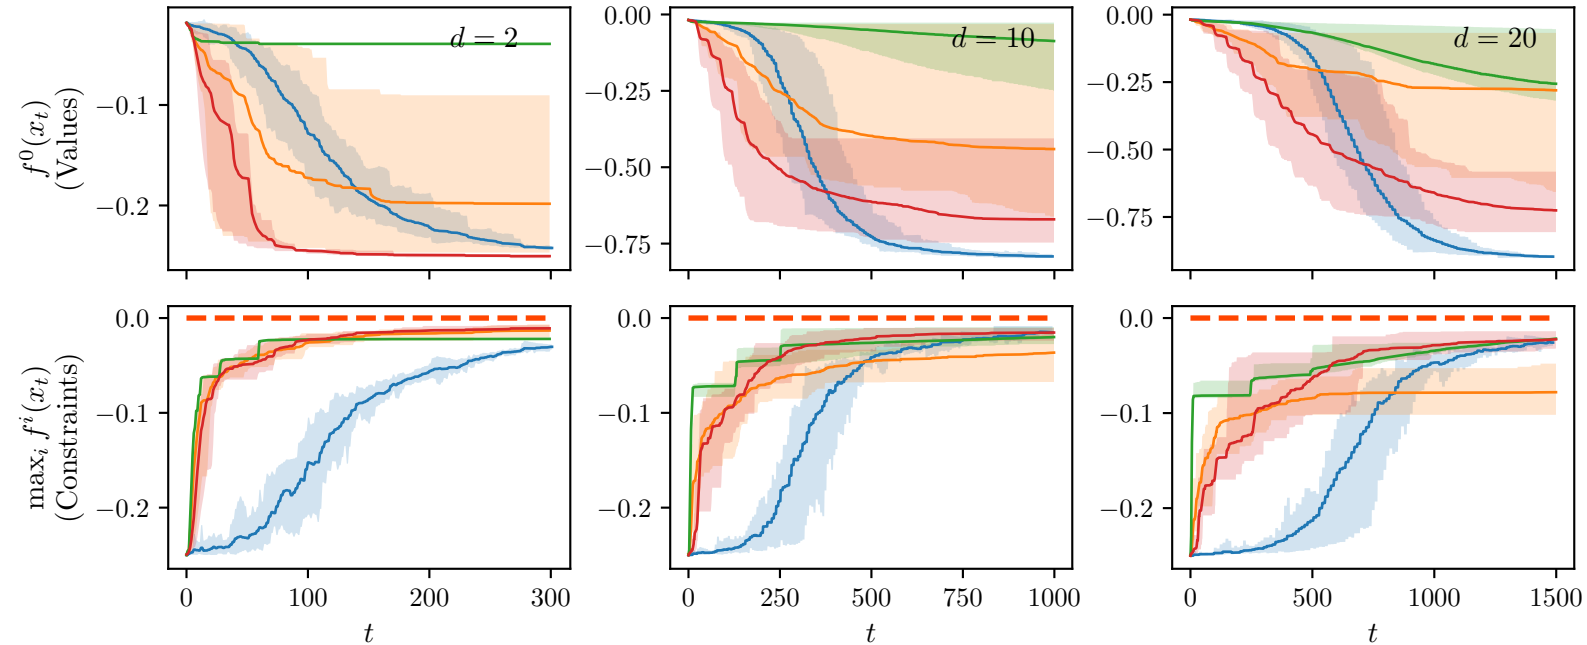 f⁰(x_t)
(Values)
−0.1
−0.2
d = 2
0.00
−0.25
−0.50
−0.75
d = 10
0.00
−0.25
−0.50
−0.75
d = 20
max_i fⁱ(x_t)
(Constraints)
0.0
−0.1
−0.2
0 100 200 300
t
0.0
−0.1
−0.2
0 250 500 750 1000
t
0.0
−0.1
−0.2
0 500 1000 1500
t